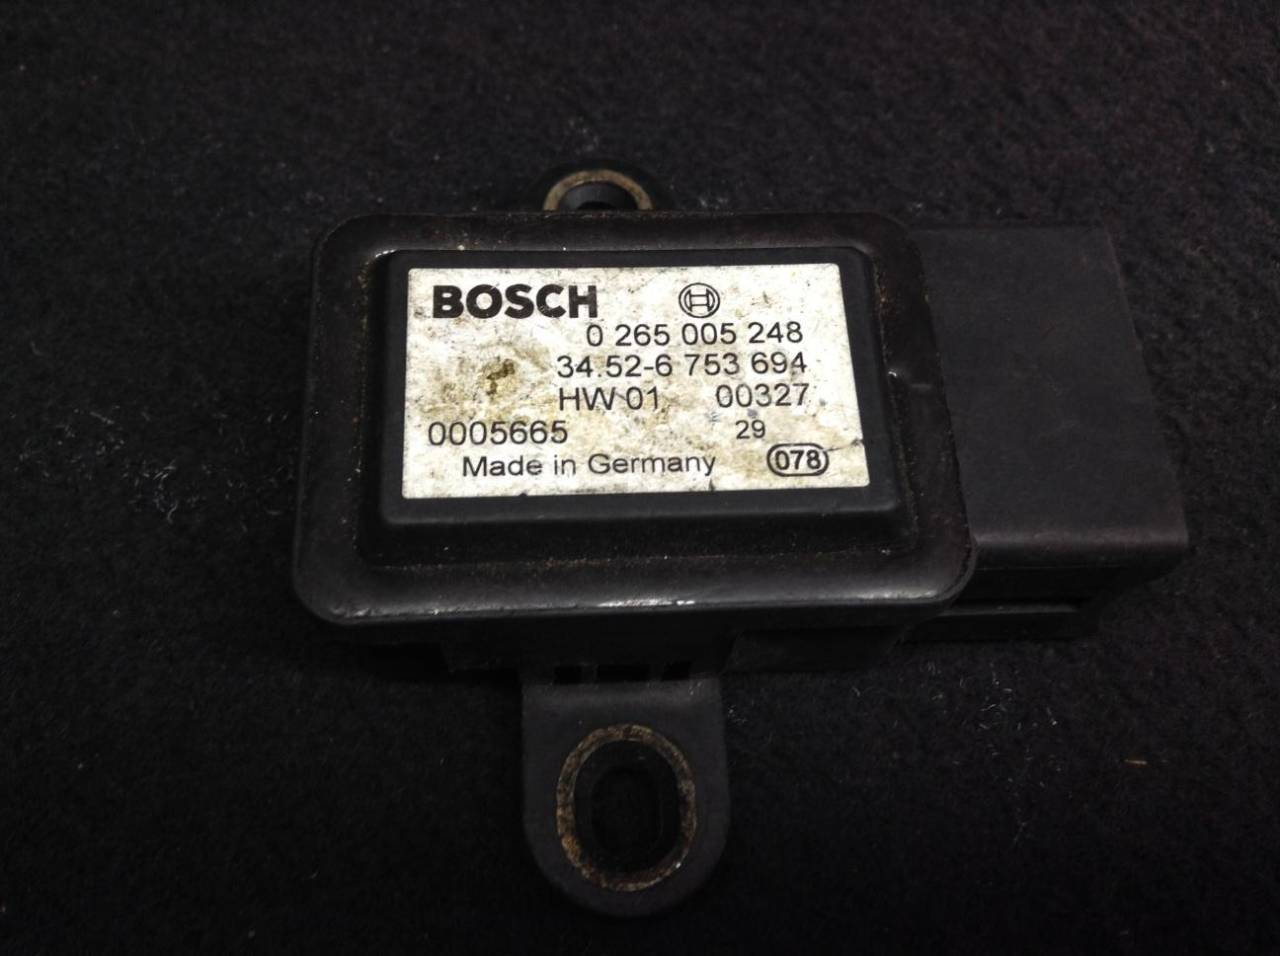 BOSCH
0 265 005 248
34.52-6 753 694
HW 01 00327
0005665 29
Made in Germany 078